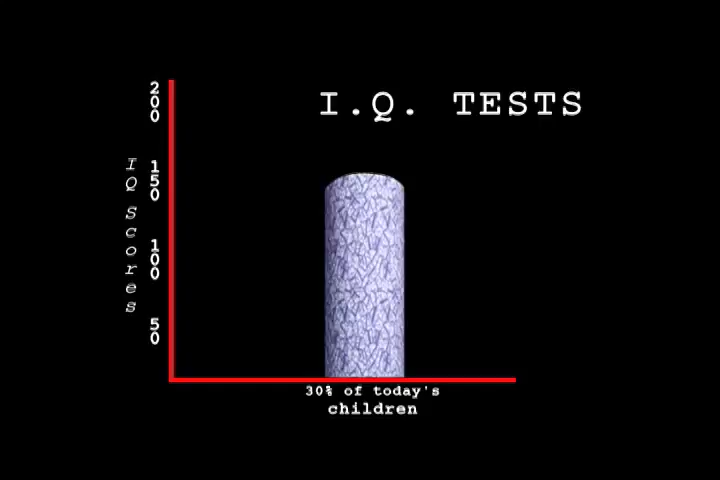 I.Q. TESTS
200
150
100
50
IQ Scores
30% of today's
children